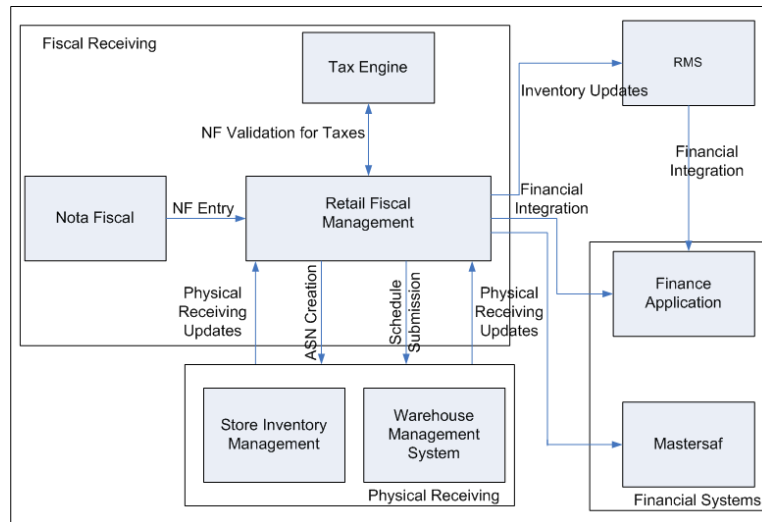 Fiscal Receiving
Tax Engine
RMS
Inventory Updates
NF Validation for Taxes
Financial
Integration
Nota Fiscal
NF Entry
Retail Fiscal
Management
Financial
Integration
Finance
Application
Physical
Receiving
Updates
ASN Creation
Schedule
Submission
Physical
Receiving
Updates
Store Inventory
Management
Warehouse
Management
System
Mastersaf
Physical Receiving
Financial Systems